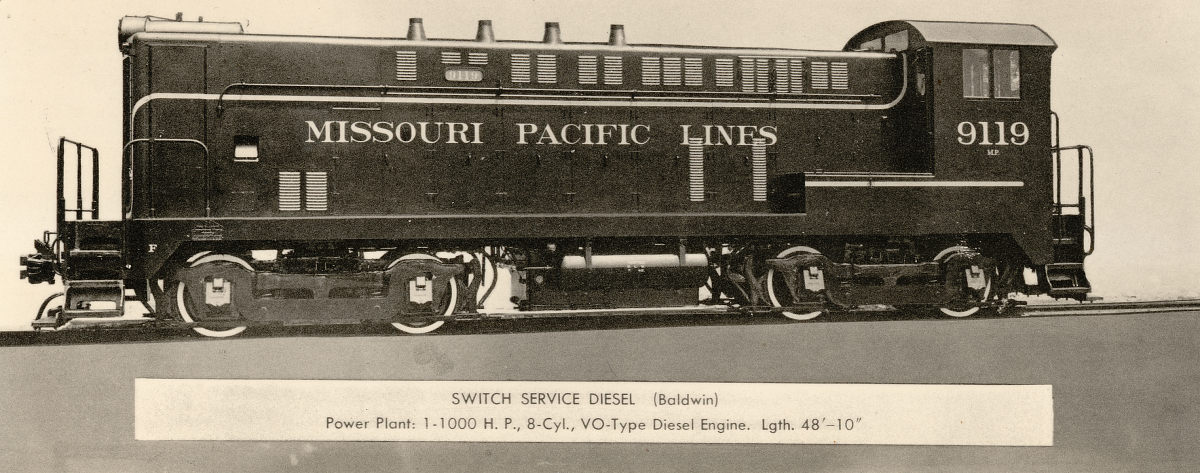 9119
MISSOURI PACIFIC LINES
9119
M.P.
F
SWITCH SERVICE DIESEL (Baldwin)
Power Plant: 1-1000 H. P., 8-Cyl., VO-Type Diesel Engine. Lgth. 48′-10″